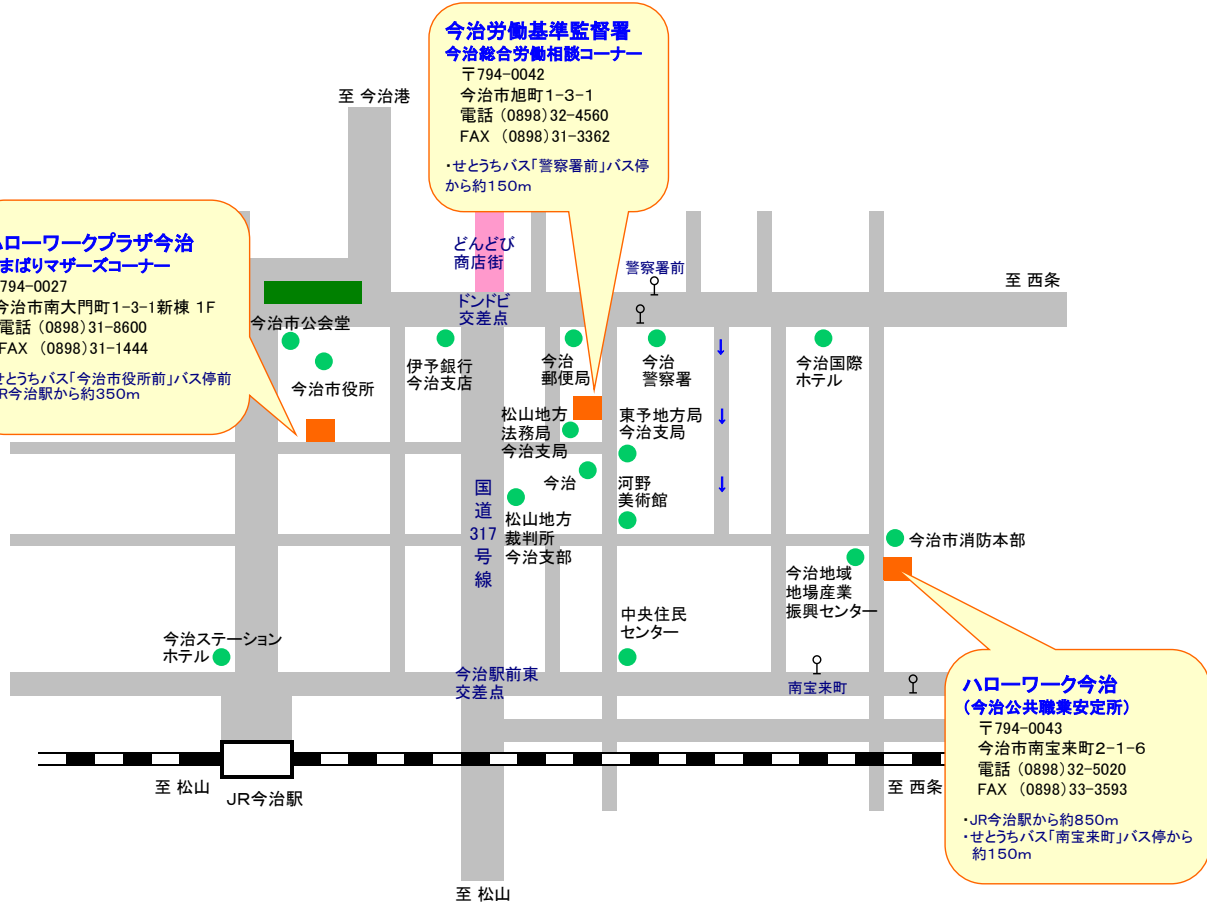 今治労働基準監督署
今治総合労働相談コーナー
〒794-0042
今治市旭町1-3-1
電話 (0898)32-4560
FAX (0898)31-3362
・せとうちバス「警察署前」バス停
から約150m
至 今治港
ハローワークプラザ今治
まばりマザーズコーナー
794-0027
今治市南大門町1-3-1新棟 1F
電話 (0898)31-8600
FAX (0898)31-1444
せとうちバス「今治市役所前」バス停前
JR今治駅から約350m
どんどび
商店街
警察署前
至 西条
ドンドビ
交差点
今治市公会堂
今治市役所
伊予銀行
今治支店
今治
郵便局
今治
警察署
今治国際
ホテル
↓
↓
↓
松山地方
法務局
今治支局
東予地方局
今治支局
今治
河野
美術館
国
道
317
号
線
松山地方
裁判所
今治支部
今治市消防本部
今治地域
地場産業
振興センター
中央住民
センター
今治ステーション
ホテル
今治駅前東
交差点
南宝来町
ハローワーク今治
(今治公共職業安定所)
〒794-0043
今治市南宝来町2-1-6
電話 (0898)32-5020
FAX (0898)33-3593
・JR今治駅から約850m
・せとうちバス「南宝来町」バス停から
約150m
至 松山
JR今治駅
至 西条
至 松山